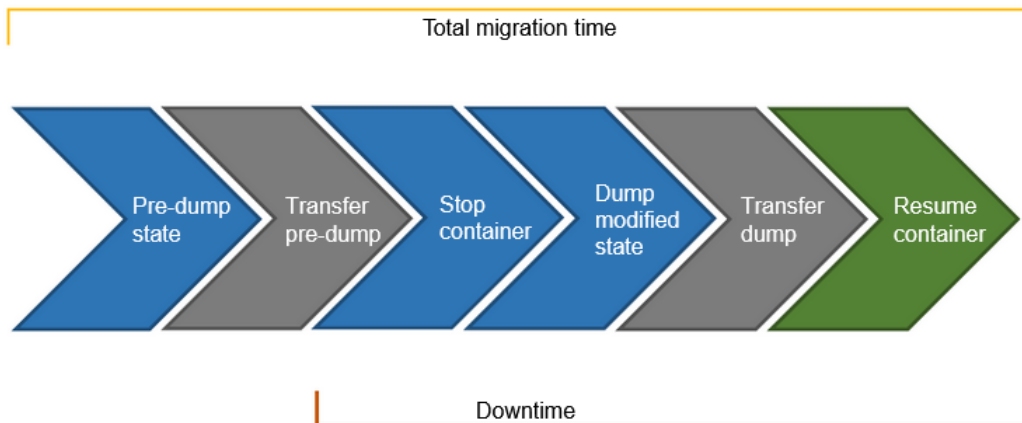 Total migration time
Pre-dump
state
Transfer
pre-dump
Stop
container
Dump
modified
state
Transfer
dump
Resume
container
Downtime